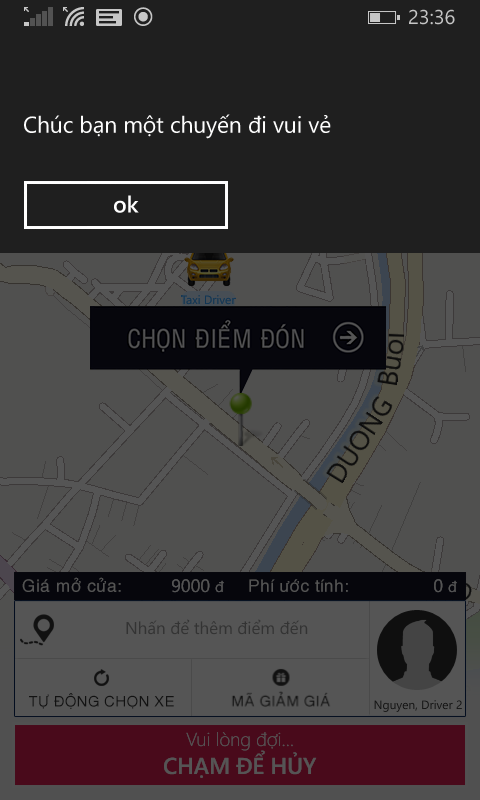 23:36
Chúc bạn một chuyến đi vui vẻ
ok
Taxi Driver
CHỌN ĐIỂM ĐÓN
DUONG Buoi
Giá mở cửa: 9000 đ Phí ước tính: 0 đ
Nhấn để thêm điểm đến
TỰ ĐỘNG CHỌN XE
MÃ GIẢM GIÁ
Nguyen, Driver 2
Vui lòng đợi...
CHẠM ĐỂ HỦY